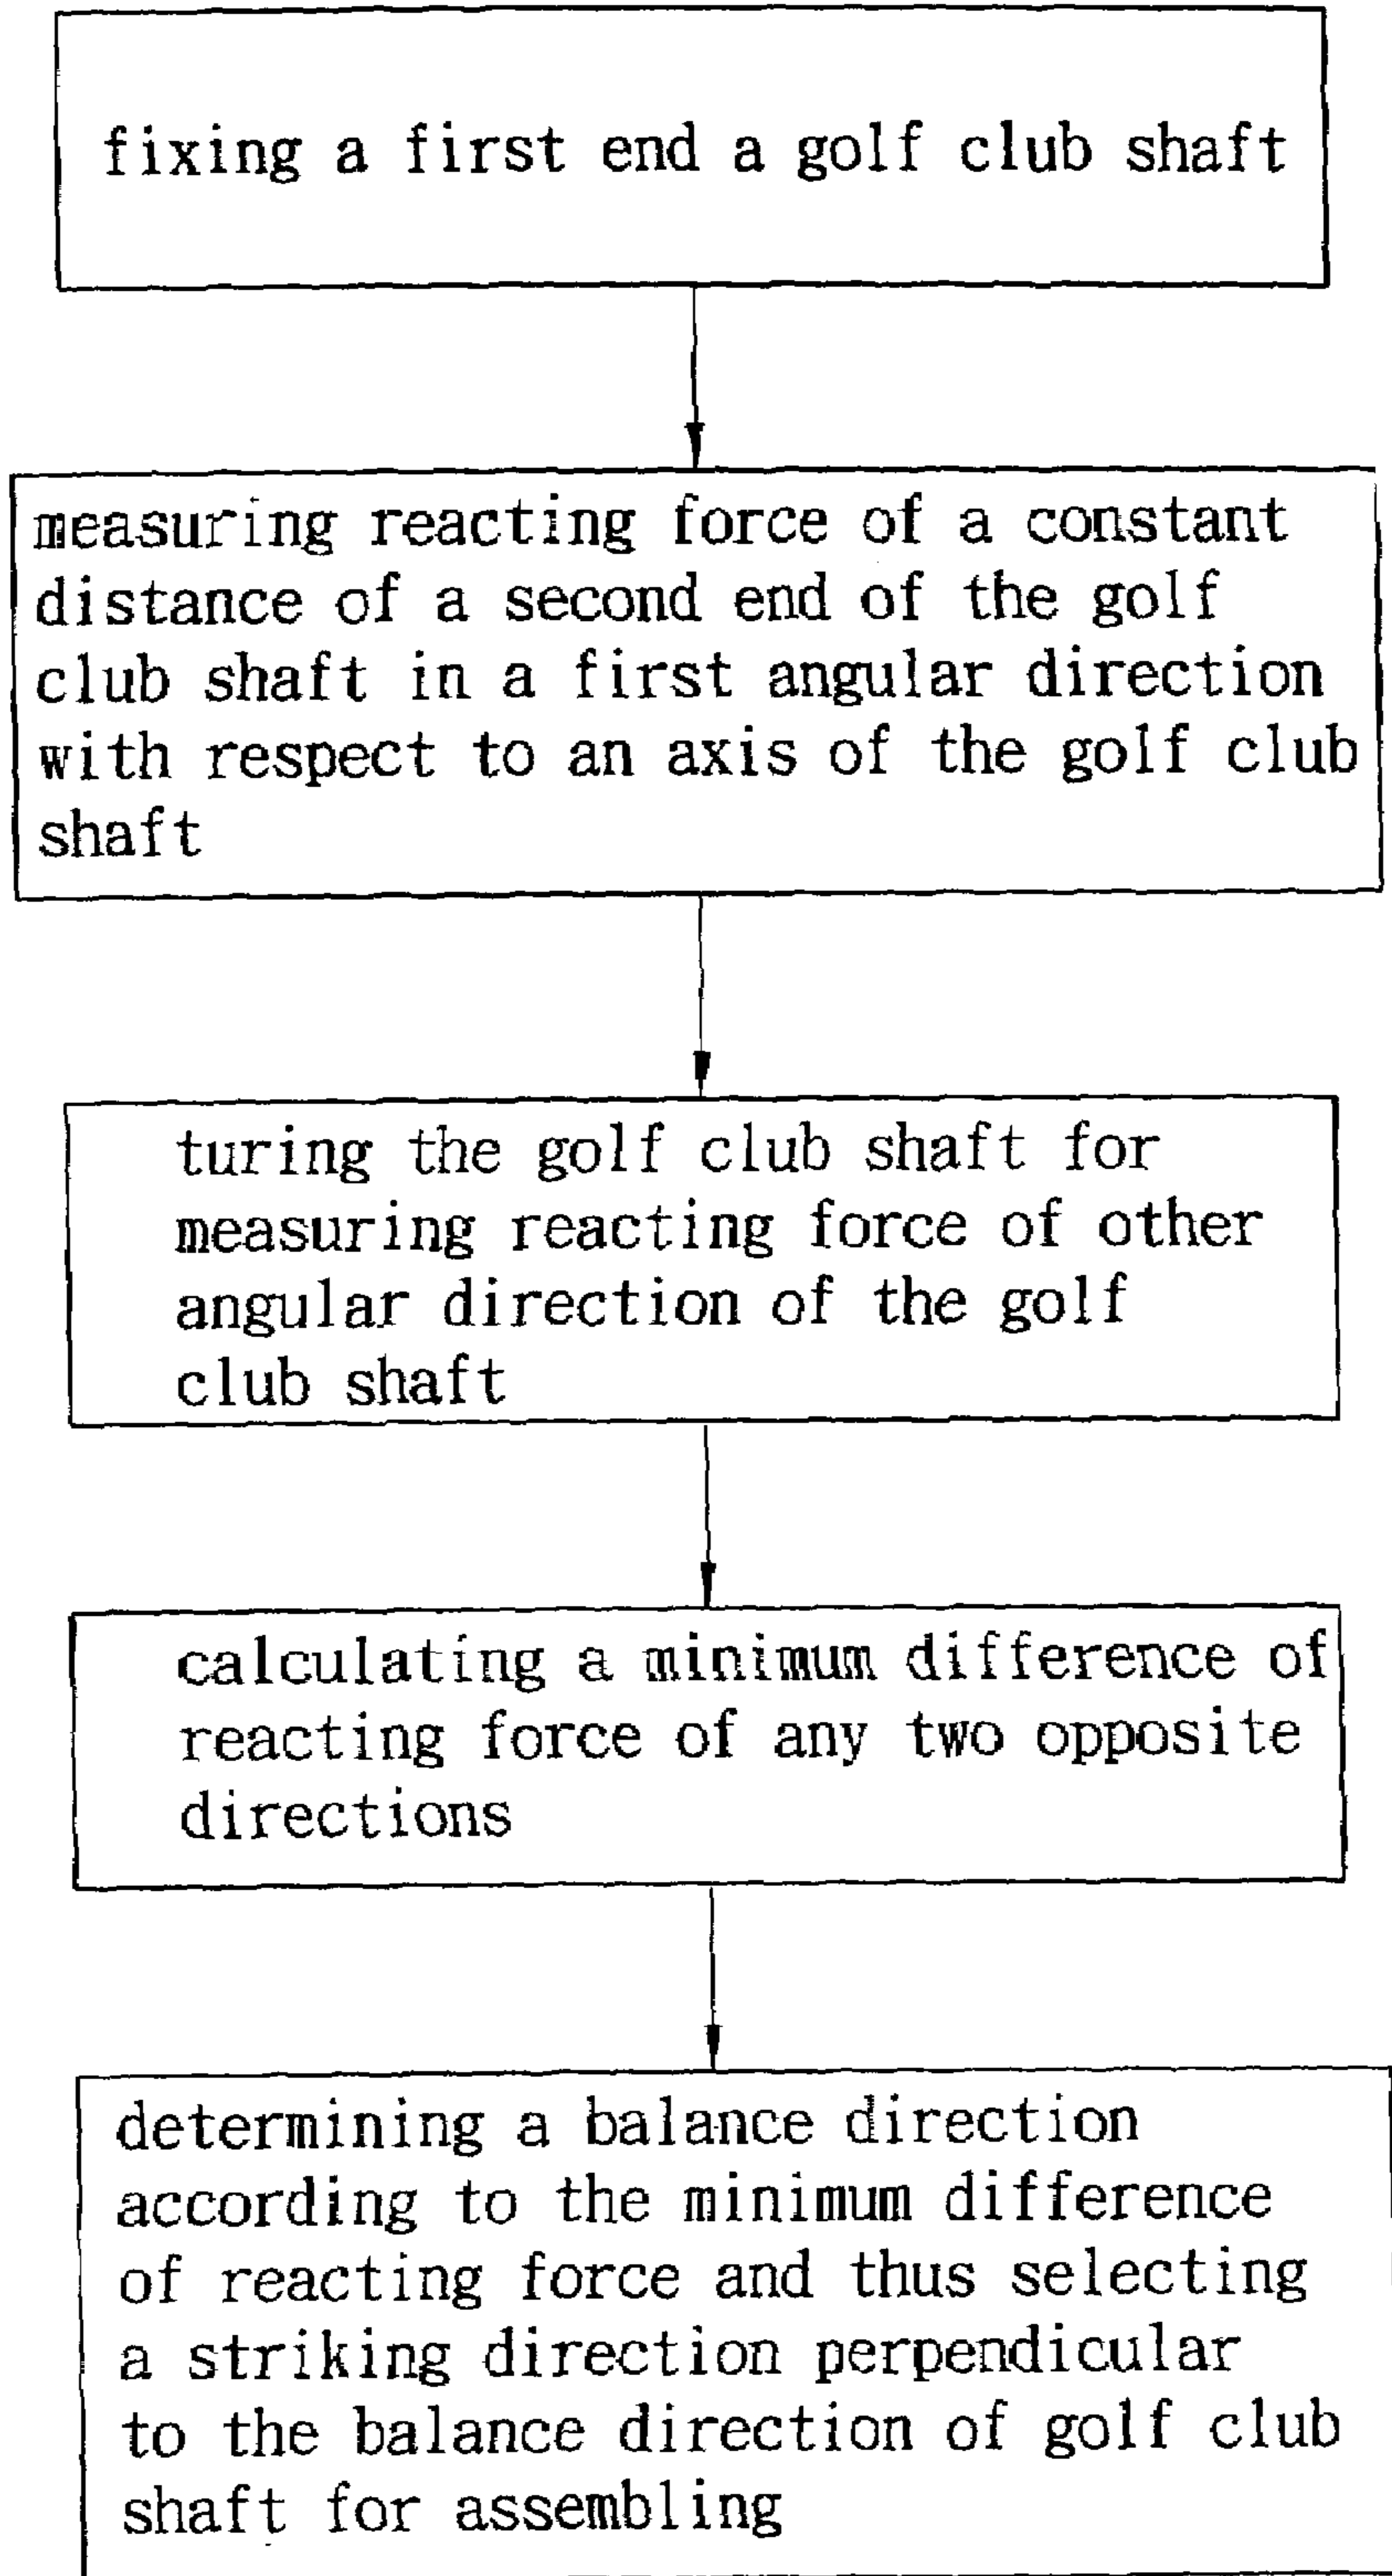 fixing a first end a golf club shaft
measuring reacting force of a constant
distance of a second end of the golf
club shaft in a first angular direction
with respect to an axis of the golf club
shaft
turing the golf club shaft for
measuring reacting force of other
angular direction of the golf
club shaft
calculating a minimum difference of
reacting force of any two opposite
directions
determining a balance direction
according to the minimum difference
of reacting force and thus selecting
a striking direction perpendicular
to the balance direction of golf club
shaft for assembling